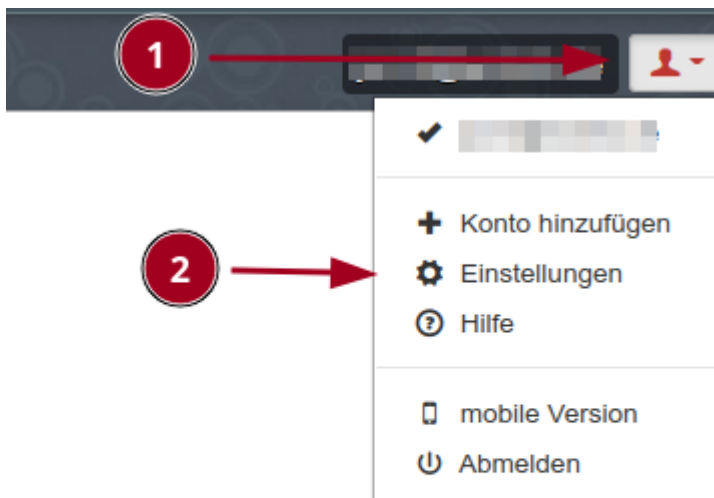 1
2
Konto hinzufügen
Einstellungen
Hilfe
mobile Version
Abmelden